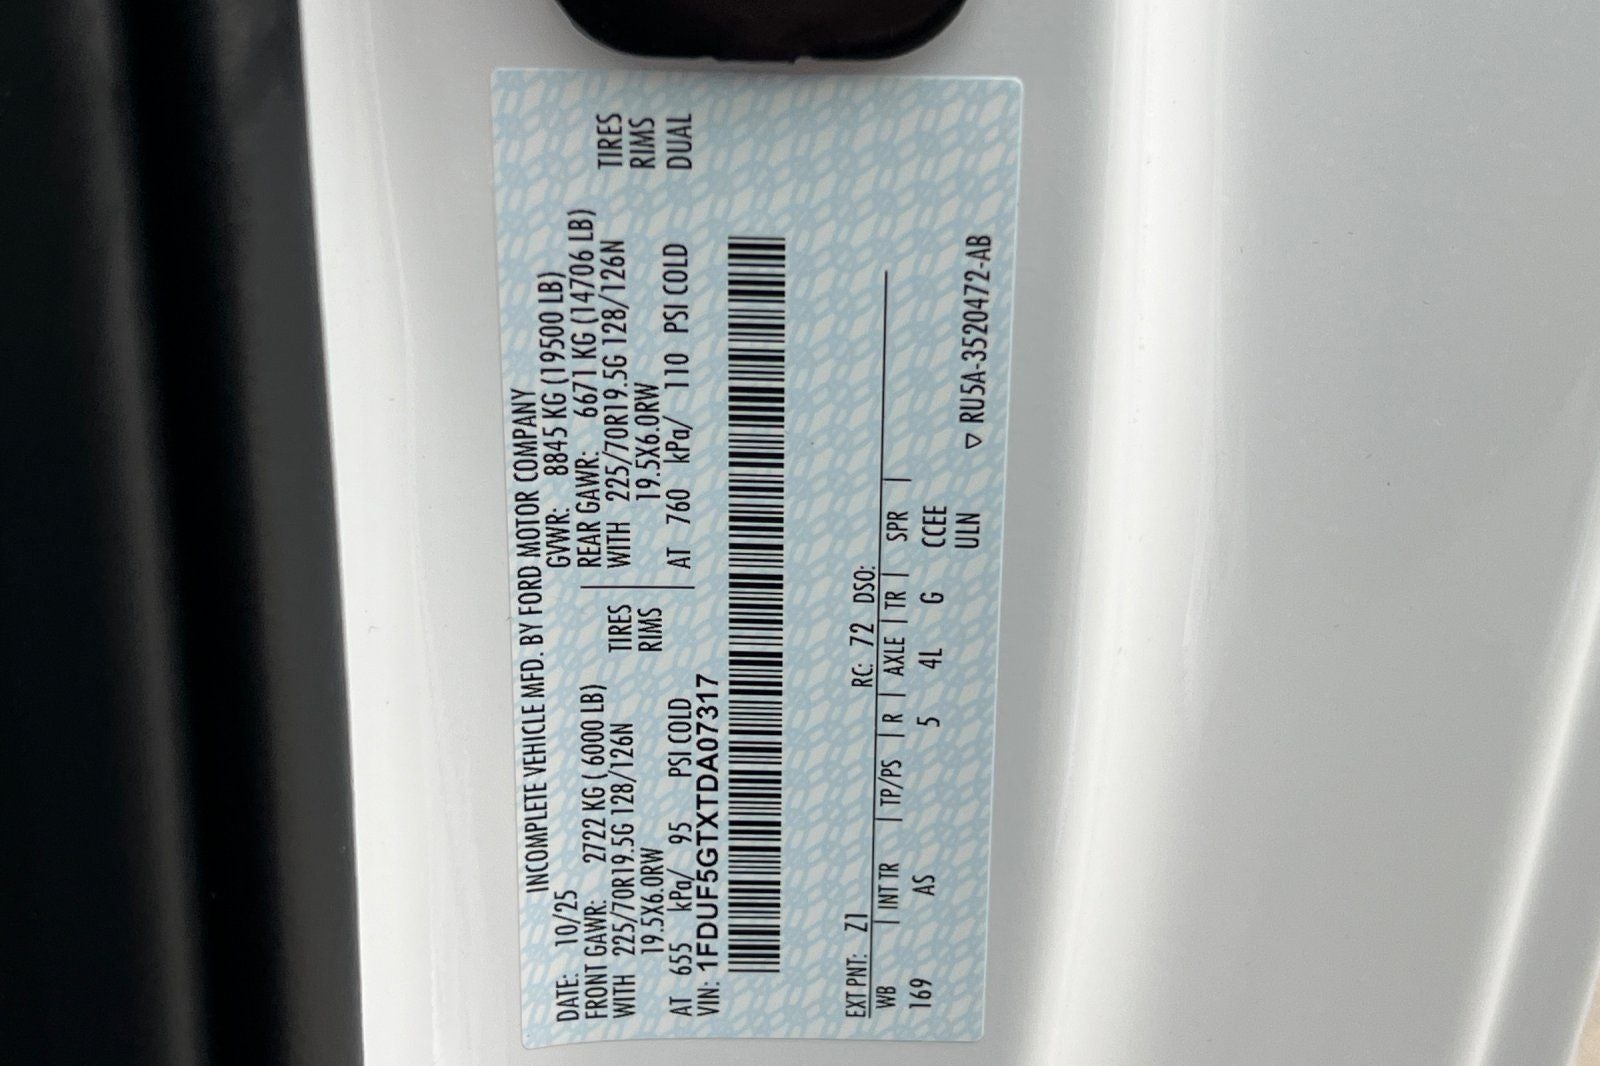 INCOMPLETE VEHICLE MFD. BY FORD MOTOR COMPANY
DATE: 10/25 GVWR: 8845 KG (19500 LB)
FRONT GAWR: 2722 KG (6000 LB) REAR GAWR: 6671 KG (14706 LB)
WITH 225/70R19.5G 128/126N TIRES WITH 225/70R19.5G 128/126N TIRES
19.5X6.0RW RIMS 19.5X6.0RW RIMS
AT 655 kPa/ 95 PSI COLD AT 760 kPa/ 110 PSI COLD DUAL
VIN: 1FDUF5GTXTDA07317
EXT PNT: Z1 RC: 72 DSO:
WB | INT TR | TP/PS | R | AXLE | TR | SPR |
169 AS 5 4L G CCEE
ULN
▽ RU5A-3520472-AB